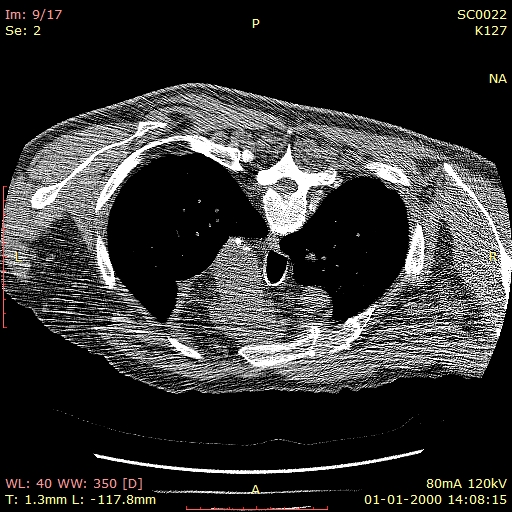 Im: 9/17
Se: 2
P
SC0022
K127
NA
L
R
WL: 40 WW: 350 [D]
T: 1.3mm L: -117.8mm
A
80mA 120kV
01-01-2000 14:08:15